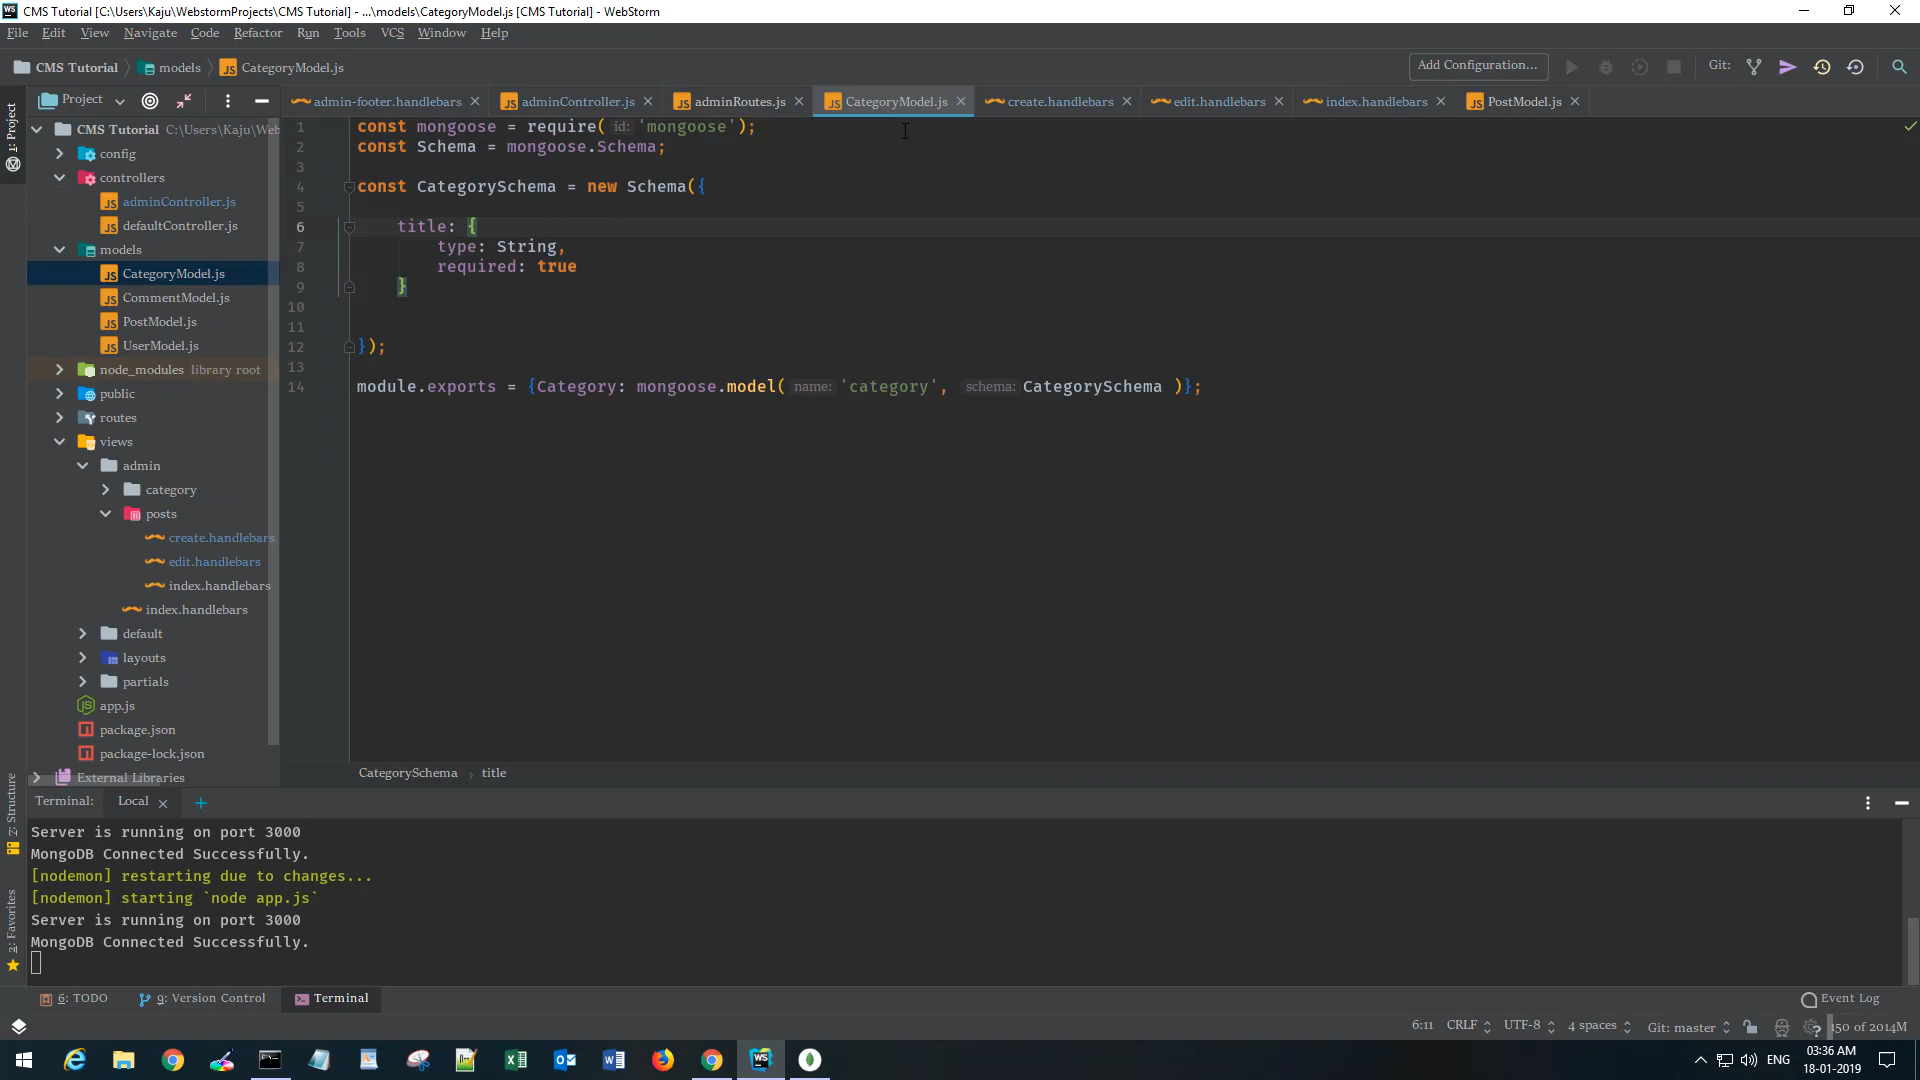 CMS Tutorial [C:\Users\Kaju\WebstormProjects\CMS Tutorial] - ...\models\CategoryModel.js [CMS Tutorial] - WebStorm
File Edit View Navigate Code Refactor Run Tools VCS Window Help
CMS Tutorial models CategoryModel.js Add Configuration... Git:
1: Project
Project
admin-footer.handlebars adminController.js adminRoutes.js CategoryModel.js create.handlebars edit.handlebars index.handlebars PostModel.js
CMS Tutorial C:\Users\Kaju\Web
config
controllers
adminController.js
defaultController.js
models
CategoryModel.js
CommentModel.js
PostModel.js
UserModel.js
node_modules library root
public
routes
views
admin
category
posts
create.handlebars
edit.handlebars
index.handlebars
index.handlebars
default
layouts
partials
app.js
package.json
package-lock.json
External Libraries
1 const mongoose = require( id: 'mongoose');
2 const Schema = mongoose.Schema;
3
4 const CategorySchema = new Schema({
5
6 title: {
7 type: String,
8 required: true
9 }
10
11
12 });
13
14 module.exports = {Category: mongoose.model( name: 'category', schema: CategorySchema )};
CategorySchema › title
Z: Structure
2: Favorites
Terminal: Local
Server is running on port 3000
MongoDB Connected Successfully.
[nodemon] restarting due to changes...
[nodemon] starting `node app.js`
Server is running on port 3000
MongoDB Connected Successfully.
6: TODO 9: Version Control Terminal Event Log
6:11 CRLF UTF-8 4 spaces Git: master 150 of 2014M
ENG 03:36 AM
18-01-2019